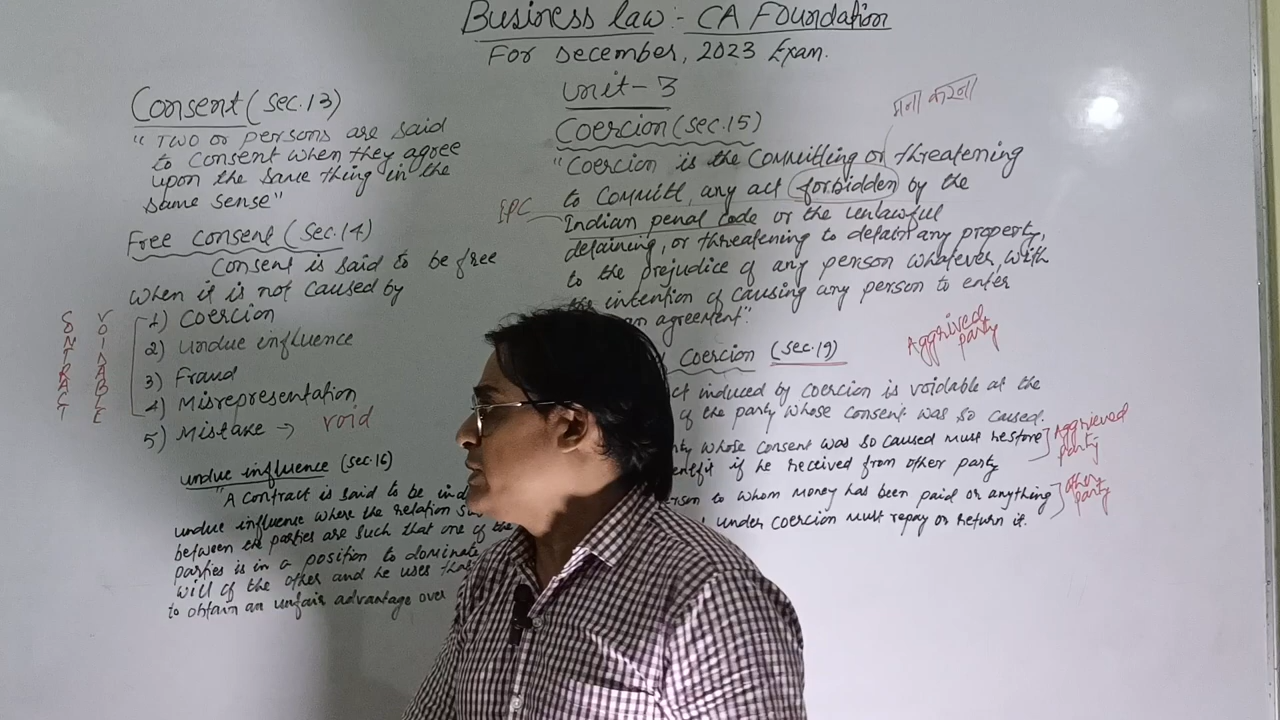 Business law:- CA Foundation
For December, 2023 Exam.
Unit-3
Consent (Sec.13)
"Two or persons are said
to consent when they agree
upon the same thing in the
same sense"
Free Consent (Sec.14)
Consent is said to be free
when it is not caused by
1) Coercion
2) undue influence
3) Fraud
4) Misrepresentation
5) Mistake → void
VOIDABLE
undue influence (sec.16)
"A contract is said to be
undue influence where the relation
between the parties are such that one of the
parties is in a position to dominate
will of the other and he uses
to obtain an unfair advantage over
मना करना
Coercion (Sec.15)
"Coercion is the committing or threatening
to committ, any act forbidden by the
IPC
Indian penal code or the unlawful
detaining, or threatening to detain any property,
to the prejudice of any person whatever, with
the intention of causing any person to enter
an agreement".
Coercion (Sec.19)
Aggrived
party
induced by coercion is voidable at the
of the party whose consent was so caused.
whose consent was so caused must restore
if he received from other party
Aggrieved
party
to whom money has been paid or anything
under coercion must repay or return it.
other
party